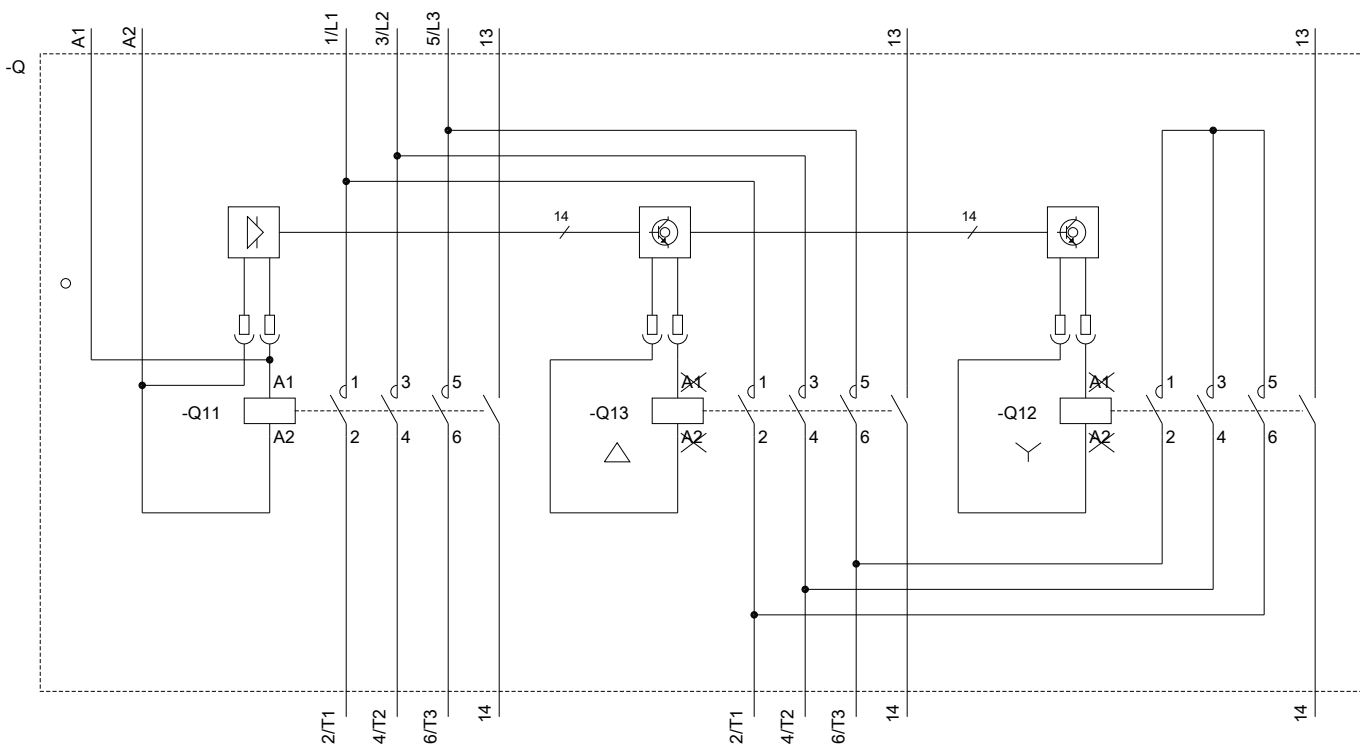 A1 A2 1/L1 3/L2 5/L3 13 13 13
-Q
14 14
A1 1 3 5 A1 1 3 5 A1 1 3 5
-Q11 -Q13 -Q12
A2 2 4 6 A2 2 4 6 A2 2 4 6
2/T1 4/T2 6/T3 14 2/T1 4/T2 6/T3 14 14